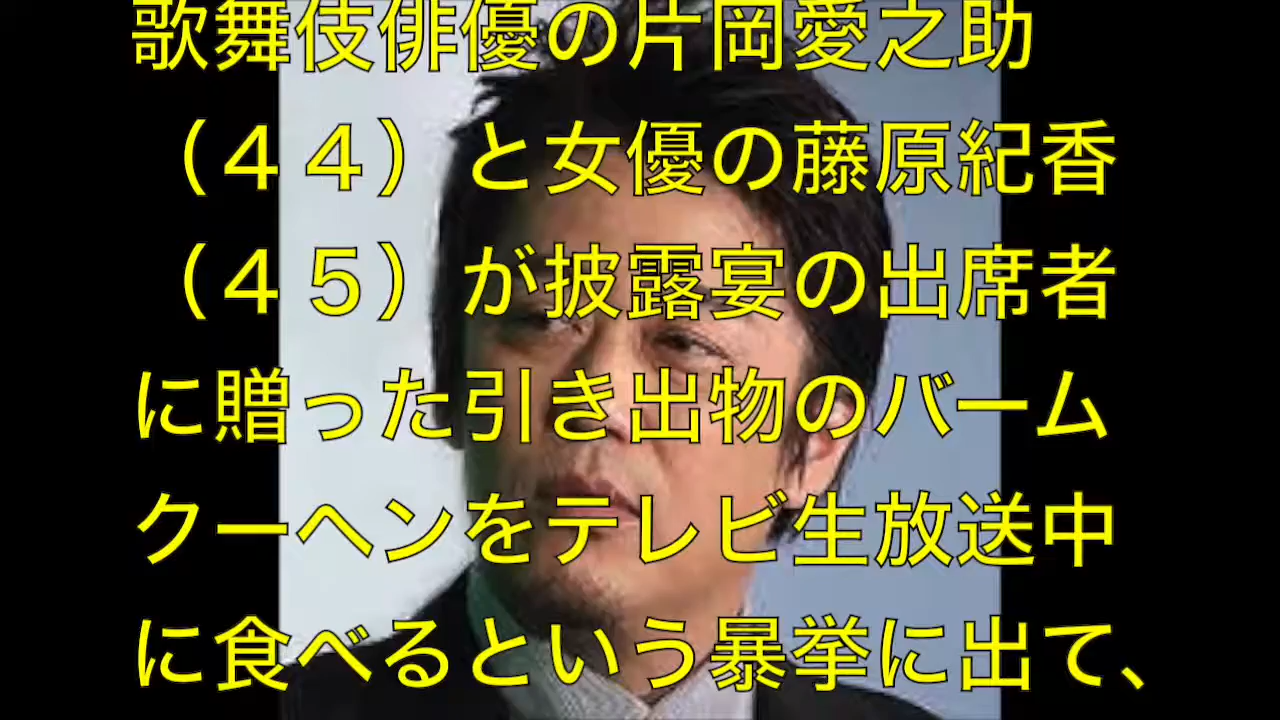 歌舞伎俳優の片岡愛之助
（４４）と女優の藤原紀香
（４５）が披露宴の出席者
に贈った引き出物のバーム
クーヘンをテレビ生放送中
に食べるという暴挙に出て、